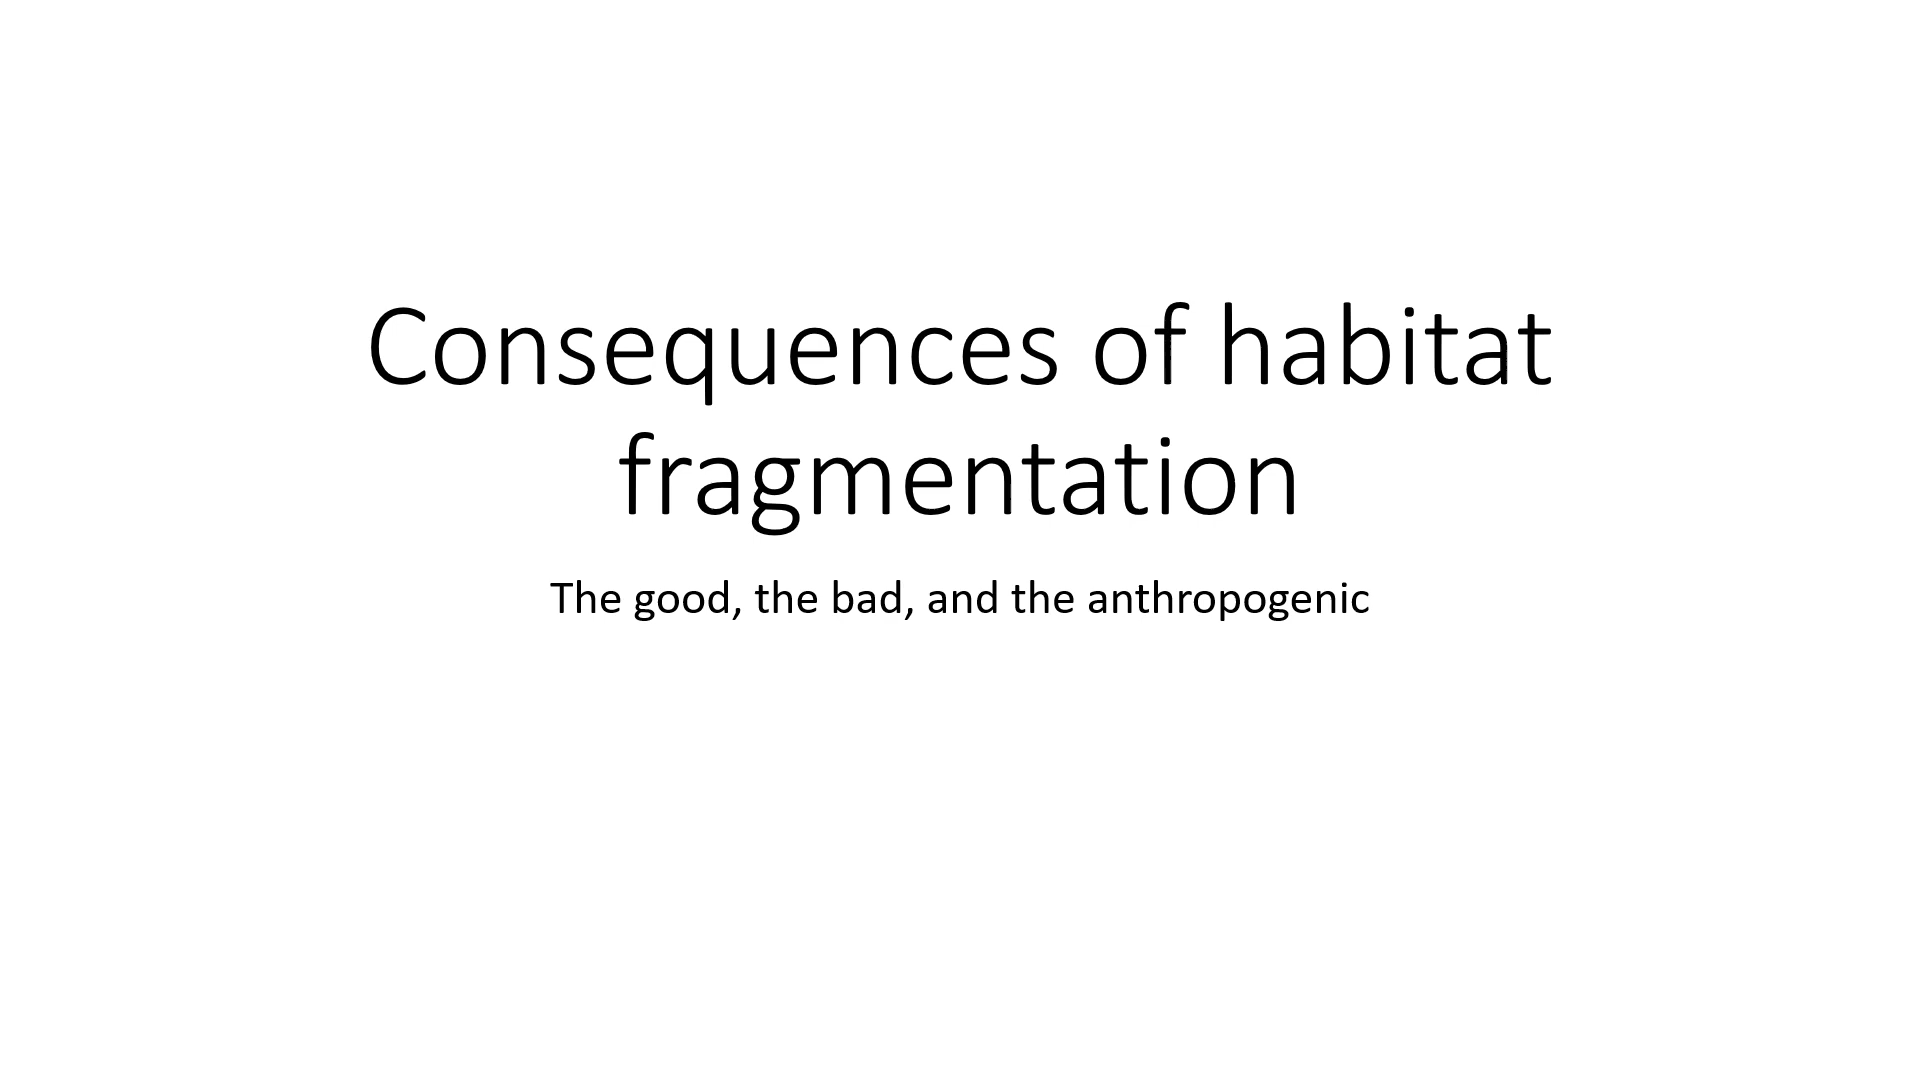 Consequences of habitat
fragmentation
The good, the bad, and the anthropogenic